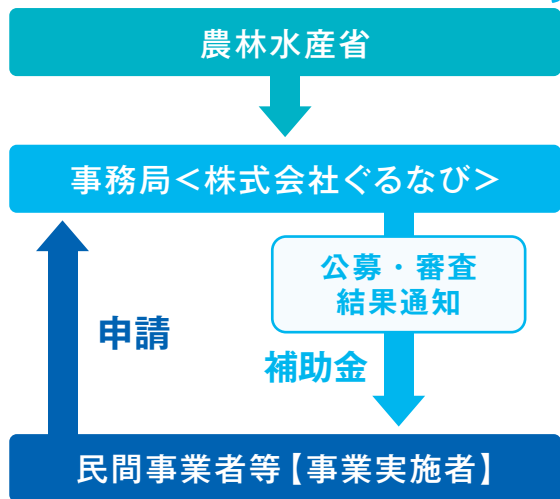 農林水産省
事務局＜株式会社ぐるなび＞
公募・審査
結果通知
申請
補助金
民間事業者等【事業実施者】